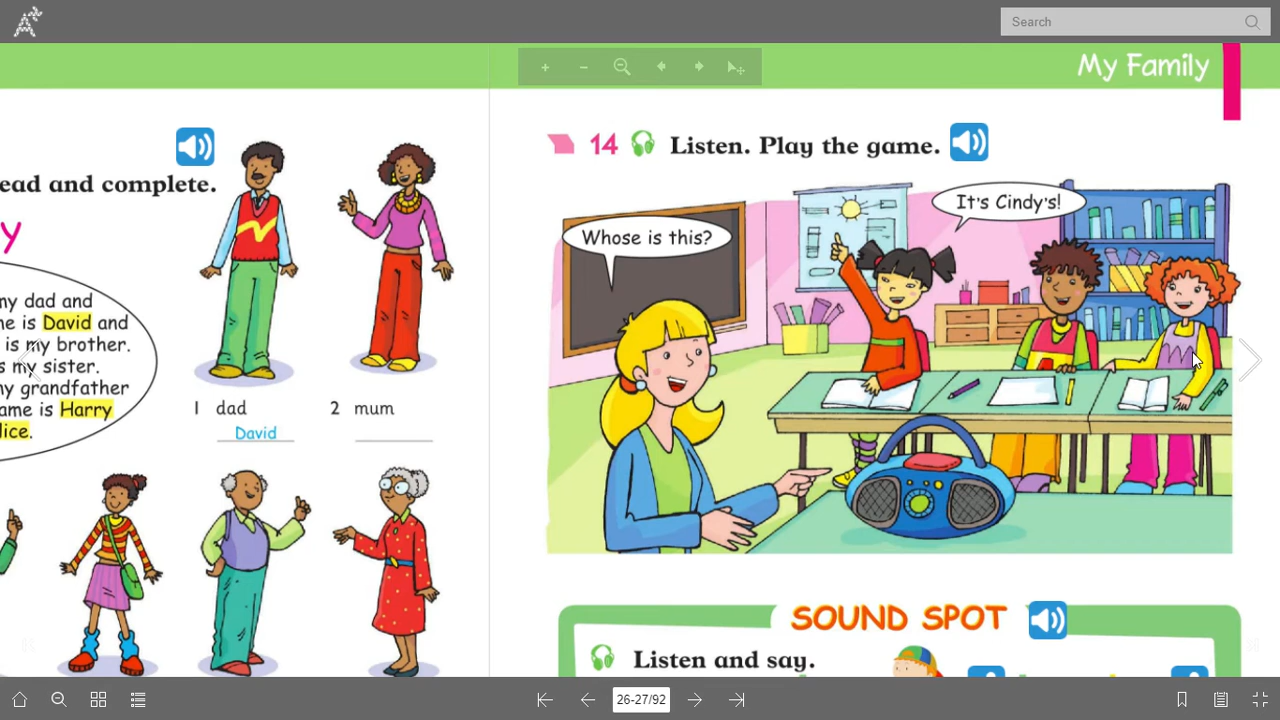 Search
My Family
ead and complete.
y
my dad and
ne is David and
is my brother.
s my sister.
ny grandfather
ame is Harry
lice.
1 dad
David
2 mum
14 Listen. Play the game.
Whose is this?
It's Cindy's!
SOUND SPOT
Listen and say.
26-27/92